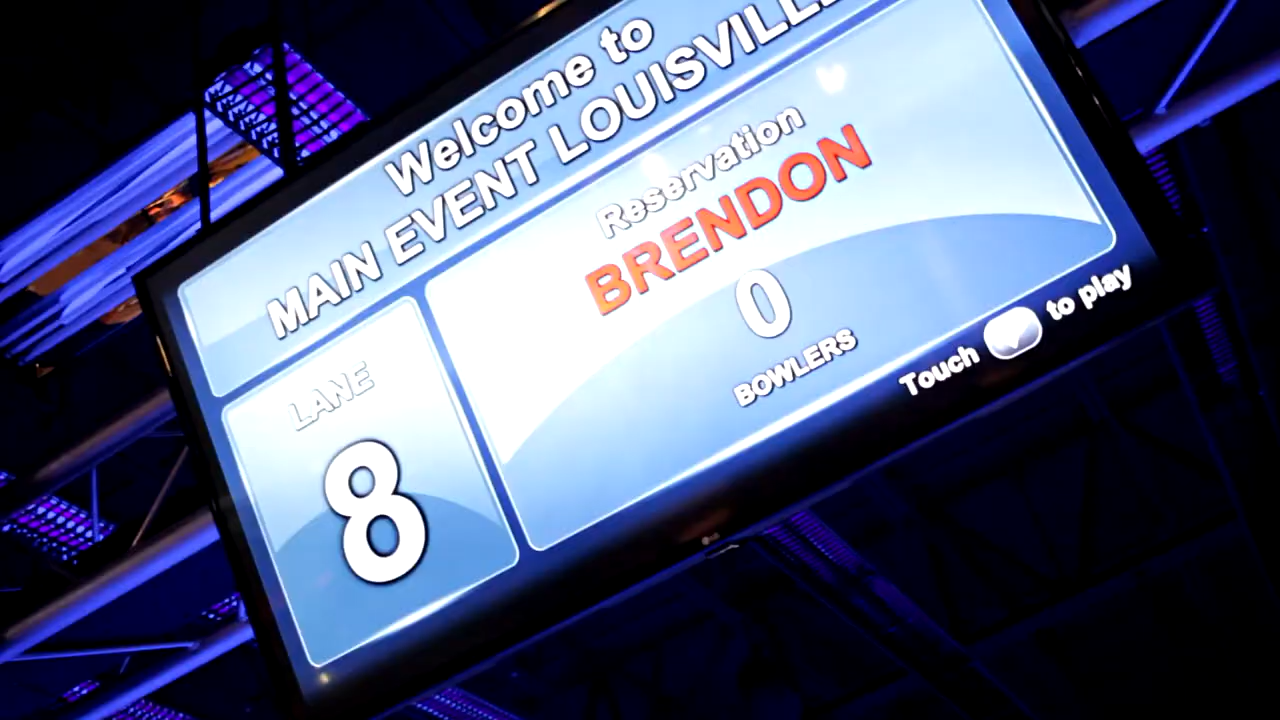 Welcome to
MAIN EVENT LOUISVILLE
Reservation
BRENDON
0
BOWLERS
LANE
8
Touch to play